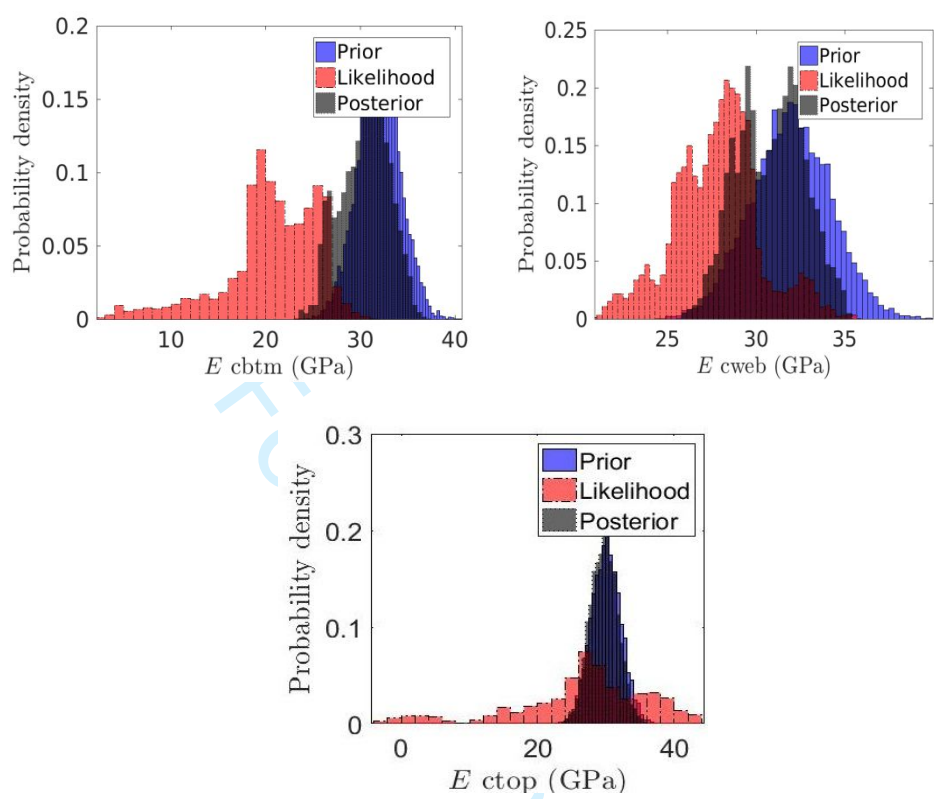 0.2
0.15
0.1
0.05
0
Probability density
Prior
Likelihood
Posterior
10 20 30 40
E cbtm (GPa)
0.25
0.2
0.15
0.1
0.05
0
Probability density
Prior
Likelihood
Posterior
25 30 35
E cweb (GPa)
0.3
0.2
0.1
0
Probability density
Prior
Likelihood
Posterior
0 20 40
E ctop (GPa)